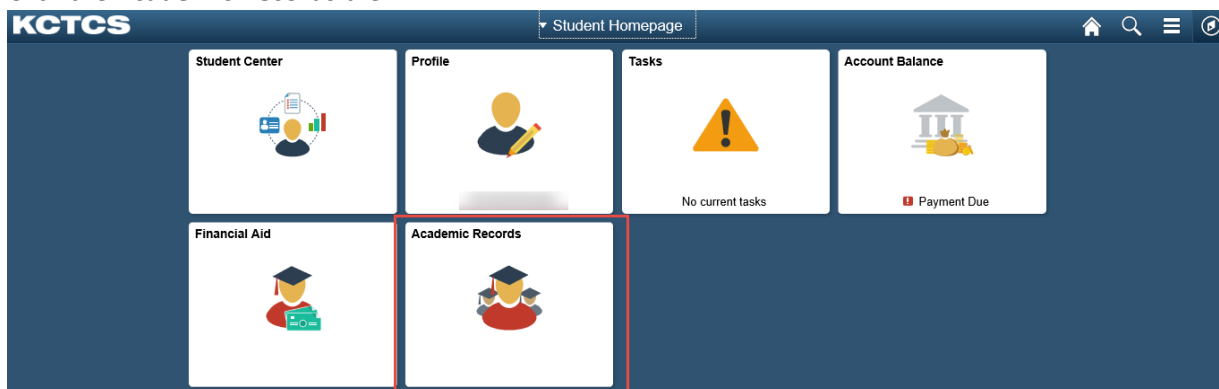 KCTCS
Student Homepage
Student Center
Profile
Tasks
Account Balance
No current tasks
Payment Due
Financial Aid
Academic Records